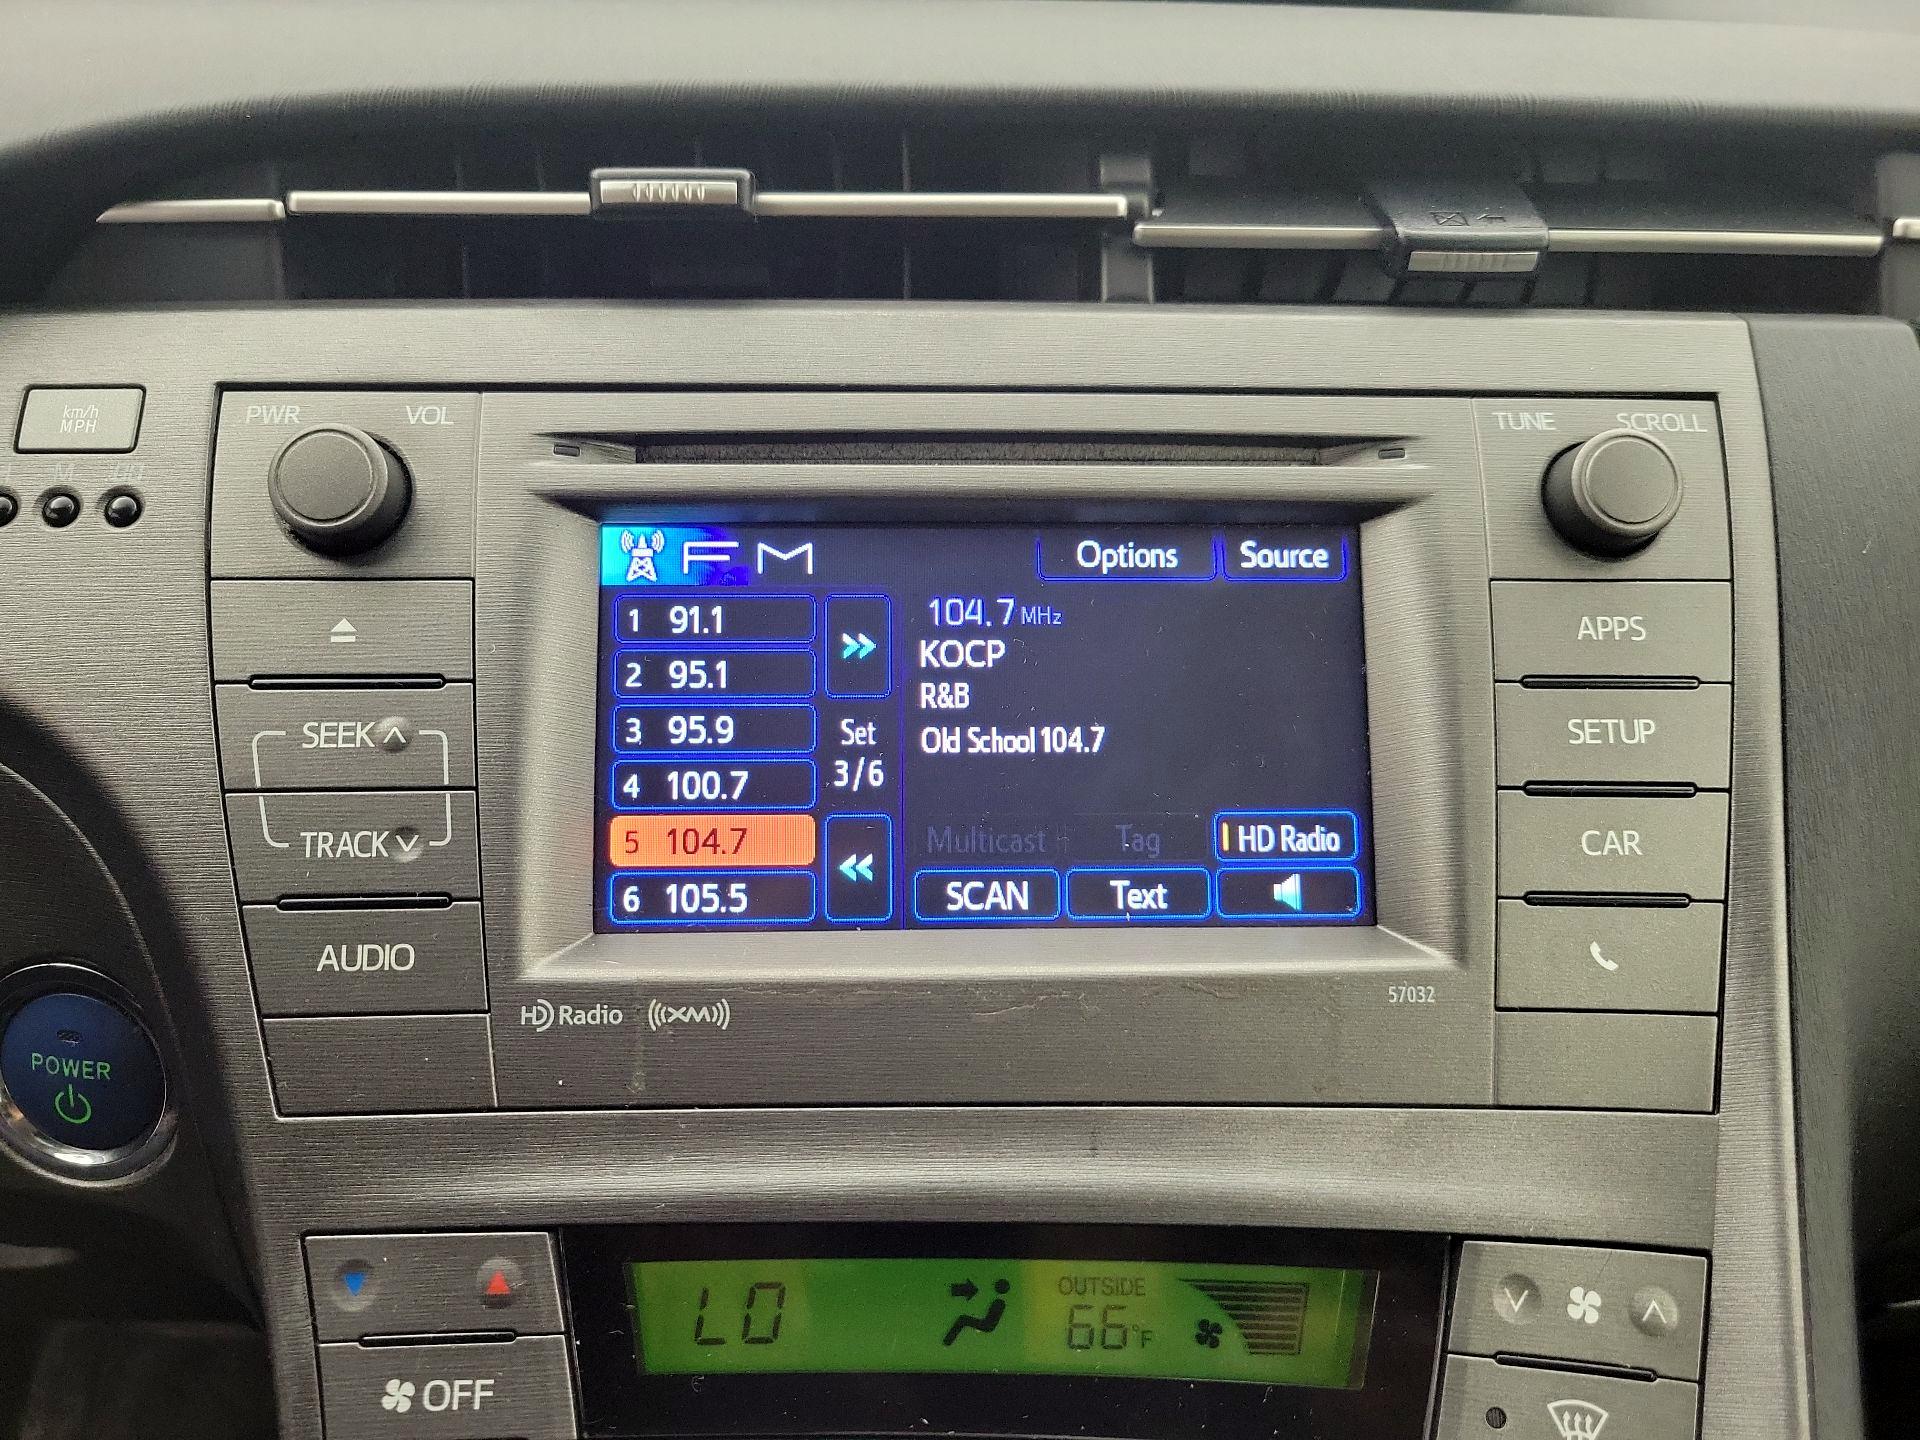 km/h
MPH
PWR VOL
TUNE SCROLL
FM
Options
Source
1 91.1
2 95.1
3 95.9
4 100.7
5 104.7
6 105.5
Set
3/6
104.7 MHz
KOCP
R&B
Old School 104.7
Multicast
Tag
HD Radio
SCAN
Text
SEEK
TRACK
AUDIO
APPS
SETUP
CAR
HD Radio
XM
57032
POWER
LO
OUTSIDE
66°F
OFF